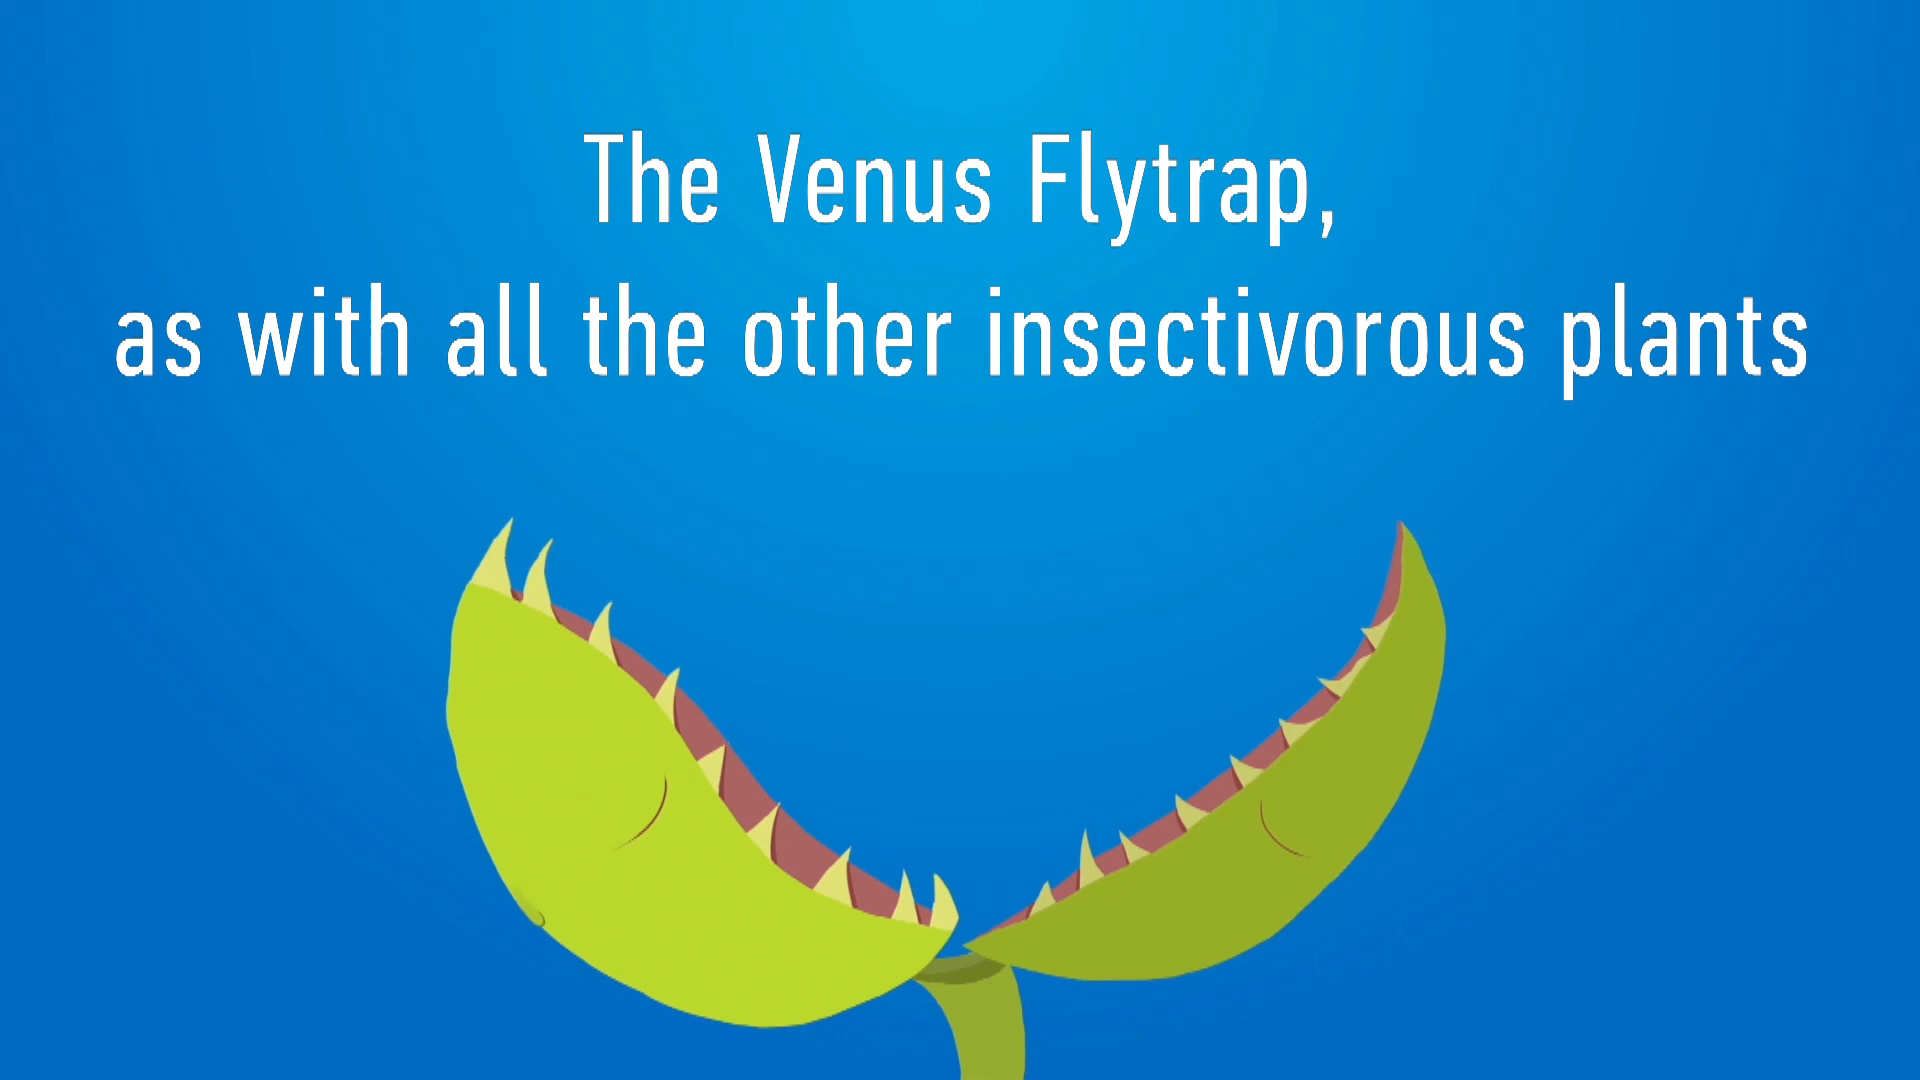 The Venus Flytrap,
as with all the other insectivorous plants